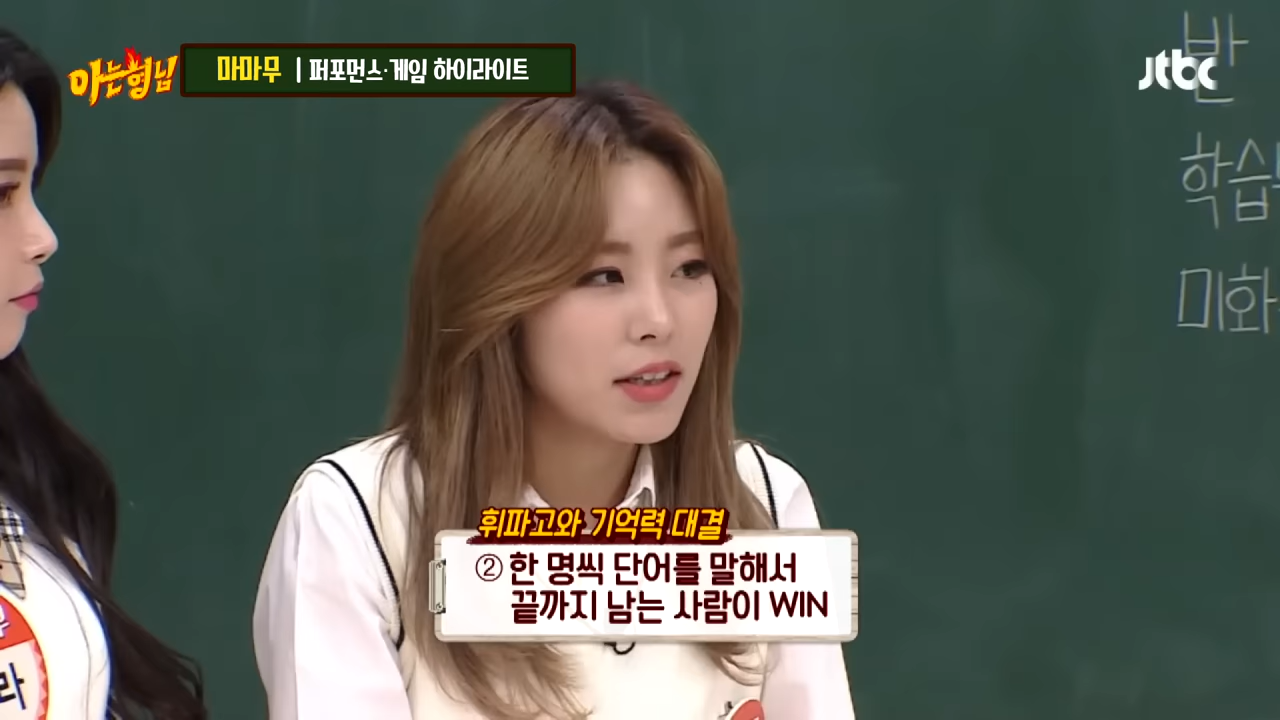 아는형님
마마무 | 퍼포먼스·게임 하이라이트
jtbc
반
학습
미화
휘파고와 기억력 대결
② 한 명씩 단어를 말해서
끝까지 남는 사람이 WIN
라